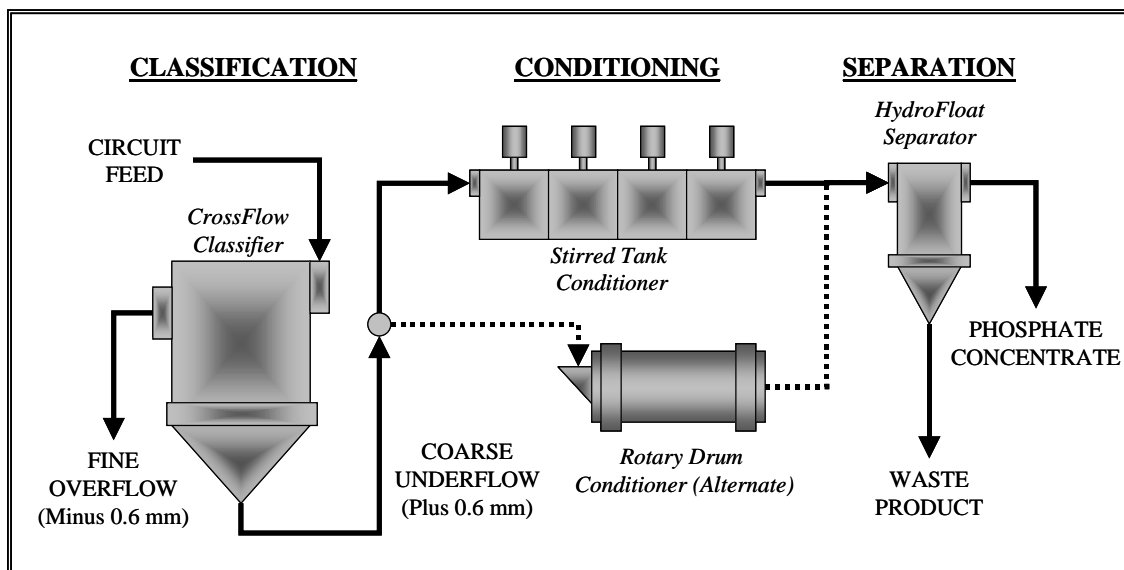 CLASSIFICATION
CONDITIONING
SEPARATION
HydroFloat
Separator
CIRCUIT
FEED
CrossFlow
Classifier
Stirred Tank
Conditioner
PHOSPHATE
CONCENTRATE
FINE
OVERFLOW
(Minus 0.6 mm)
COARSE
UNDERFLOW
(Plus 0.6 mm)
Rotary Drum
Conditioner (Alternate)
WASTE
PRODUCT